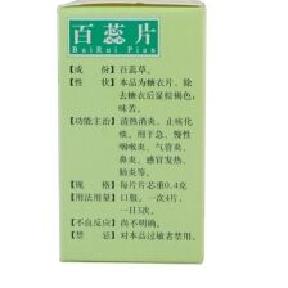 百蕊片
BaiRui Pian
【成 份】百蕊草。
【性 状】本品为糖衣片，除
去糖衣后显棕褐色；
味苦。
【功能主治】清热消炎，止咳化
痰。用于急、慢性
咽喉炎、气管炎、
鼻炎、感冒发热、
肺炎等。
【规 格】每片片芯重0.4克
【用法用量】口服，一次4片，
一日3次。
【不良反应】尚不明确。
【禁 忌】对本品过敏者禁用。